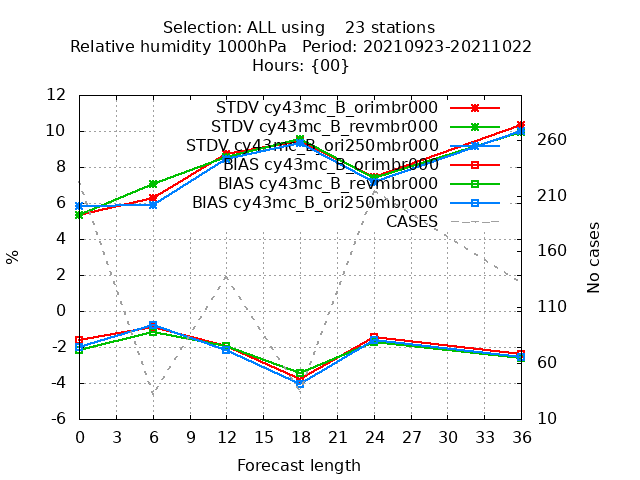 Selection: ALL using    23 stations
Relative humidity 1000hPa   Period: 20210923-20211022
Hours: {00}
STDV cy43mc_B_orimbr000
STDV cy43mc_B_revmbr000
STDV cy43mc_B_ori250mbr000
BIAS cy43mc_B_orimbr000
BIAS cy43mc_B_revmbr000
BIAS cy43mc_B_ori250mbr000
CASES
12
10
8
6
4
2
0
-2
-4
-6
%
260
210
160
110
60
10
No cases
0 3 6 9 12 15 18 21 24 27 30 33 36
Forecast length